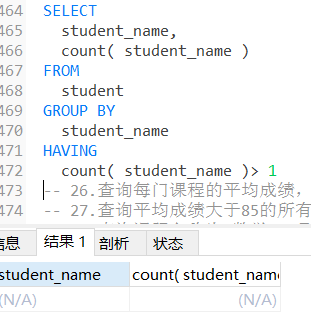 464 SELECT
465 student_name,
466 count( student_name )
467 FROM
468 student
469 GROUP BY
470 student_name
471 HAVING
472 count( student_name )> 1
473 -- 26.查询每门课程的平均成绩，
474 -- 27.查询平均成绩大于85的所有
信息 结果 1 剖析 状态
student_name count( student_name
(N/A) (N/A)